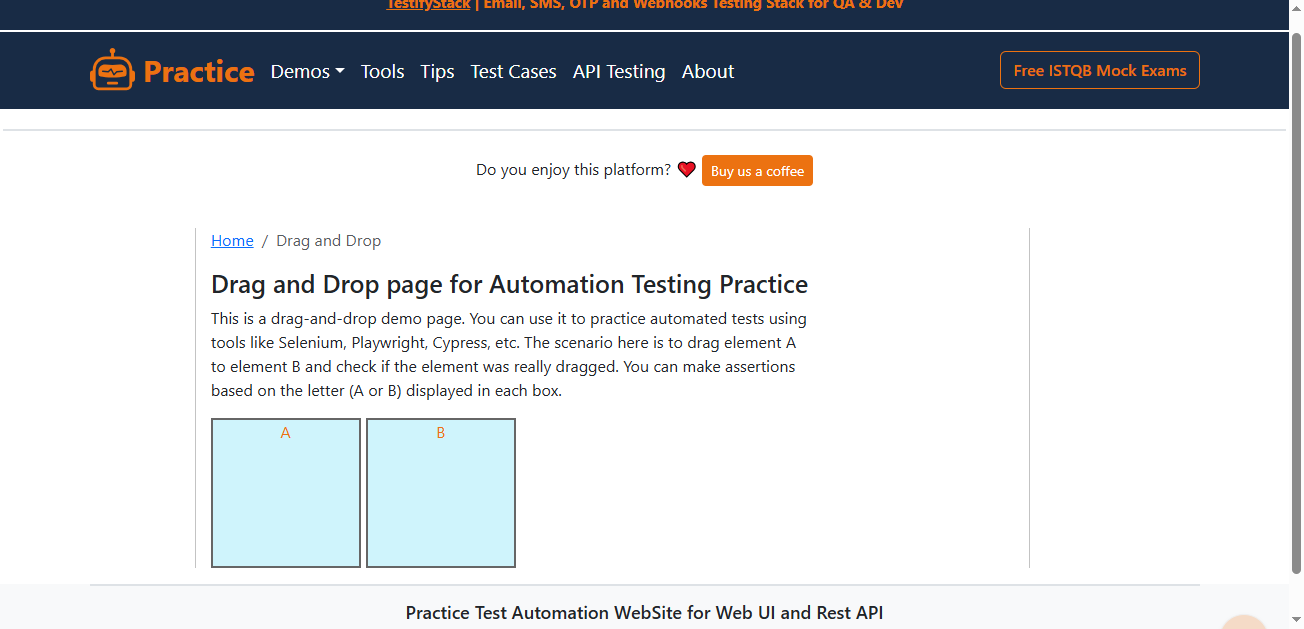 TestifyStack | Email, SMS, OTP and Webhooks Testing Stack for QA & Dev
Practice Demos Tools Tips Test Cases API Testing About Free ISTQB Mock Exams
Do you enjoy this platform? Buy us a coffee
Home / Drag and Drop
Drag and Drop page for Automation Testing Practice
This is a drag-and-drop demo page. You can use it to practice automated tests using
tools like Selenium, Playwright, Cypress, etc. The scenario here is to drag element A
to element B and check if the element was really dragged. You can make assertions
based on the letter (A or B) displayed in each box.
A B
Practice Test Automation WebSite for Web UI and Rest API